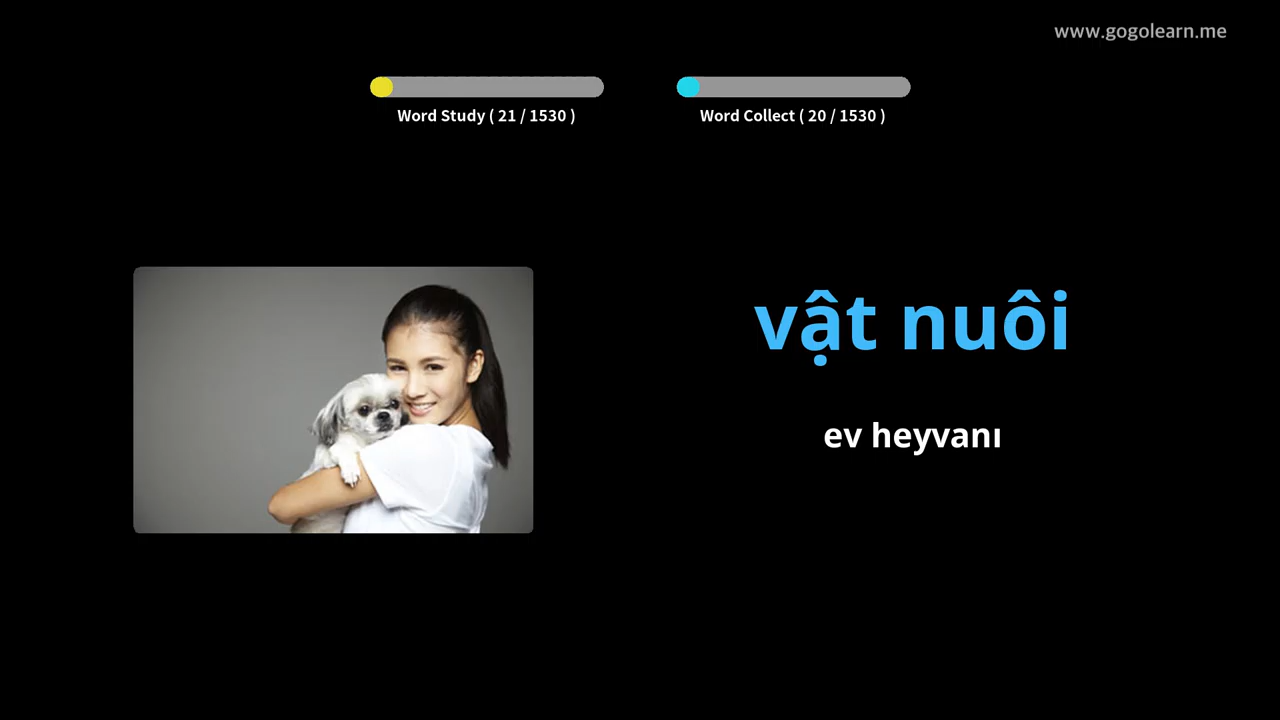 www.gogolearn.me
Word Study ( 21 / 1530 )
Word Collect ( 20 / 1530 )
vật nuôi
ev heyvanı